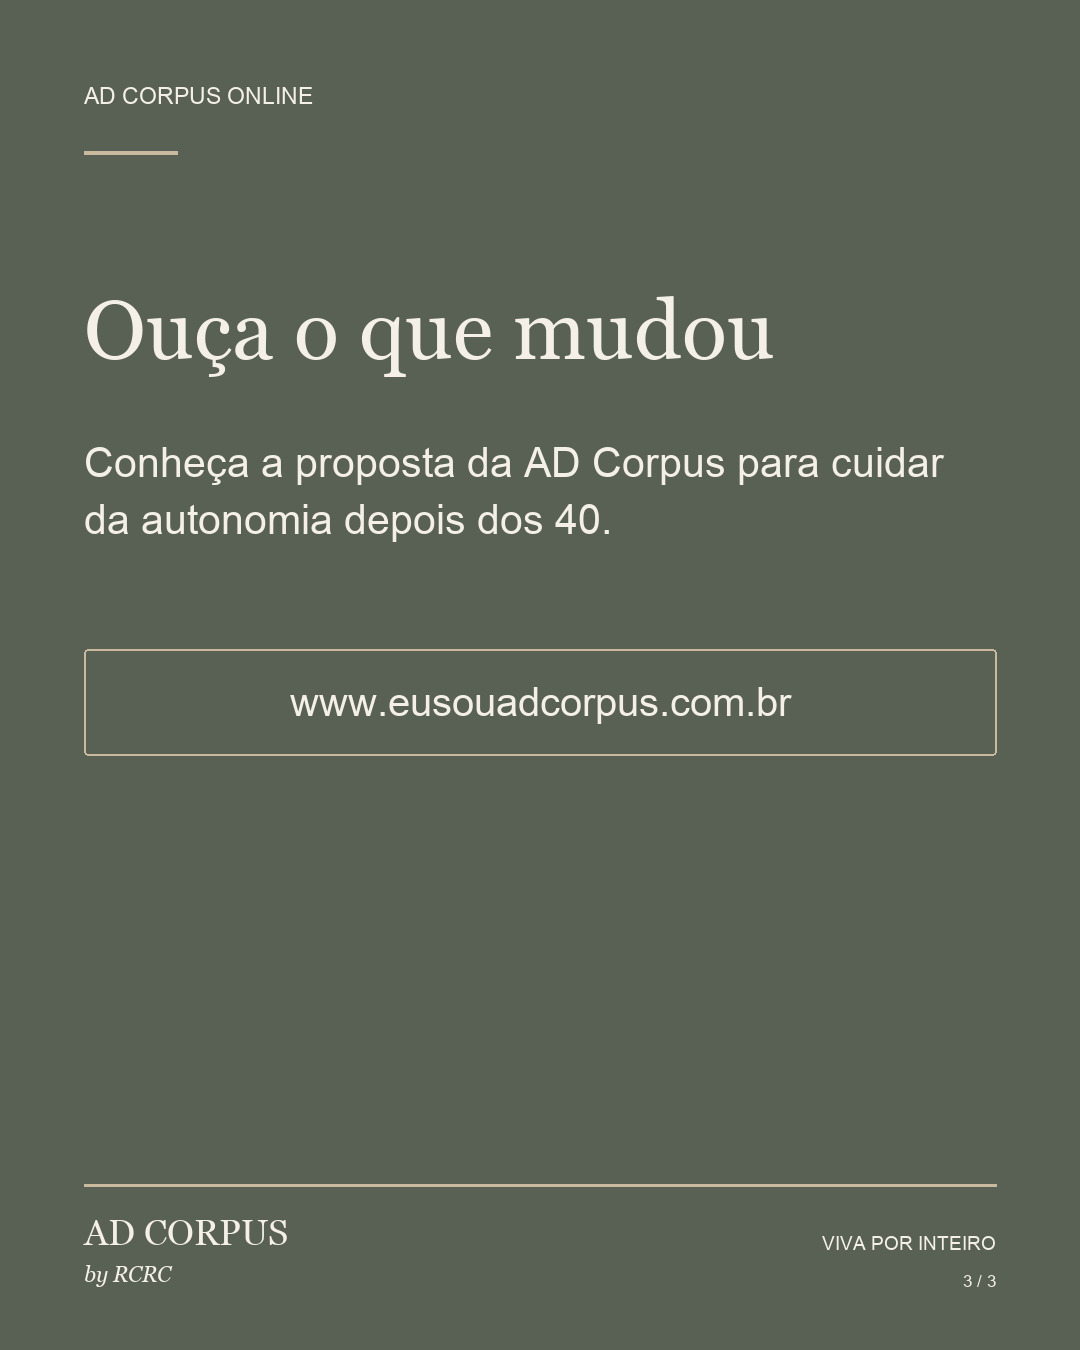 AD CORPUS ONLINE
Ouça o que mudou
Conheça a proposta da AD Corpus para cuidar
da autonomia depois dos 40.
www.eusouadcorpus.com.br
AD CORPUS
by RCRC
VIVA POR INTEIRO
3 / 3